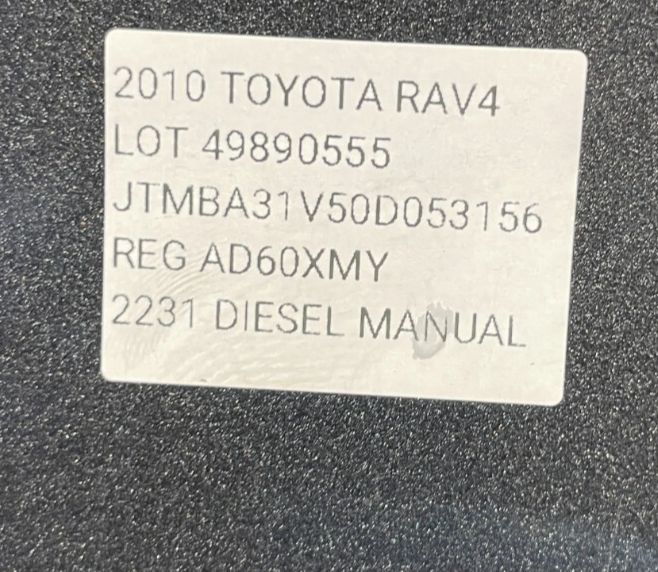 2010 TOYOTA RAV4
LOT 49890555
JTMBA31V50D053156
REG AD60XMY
2231 DIESEL MANUAL